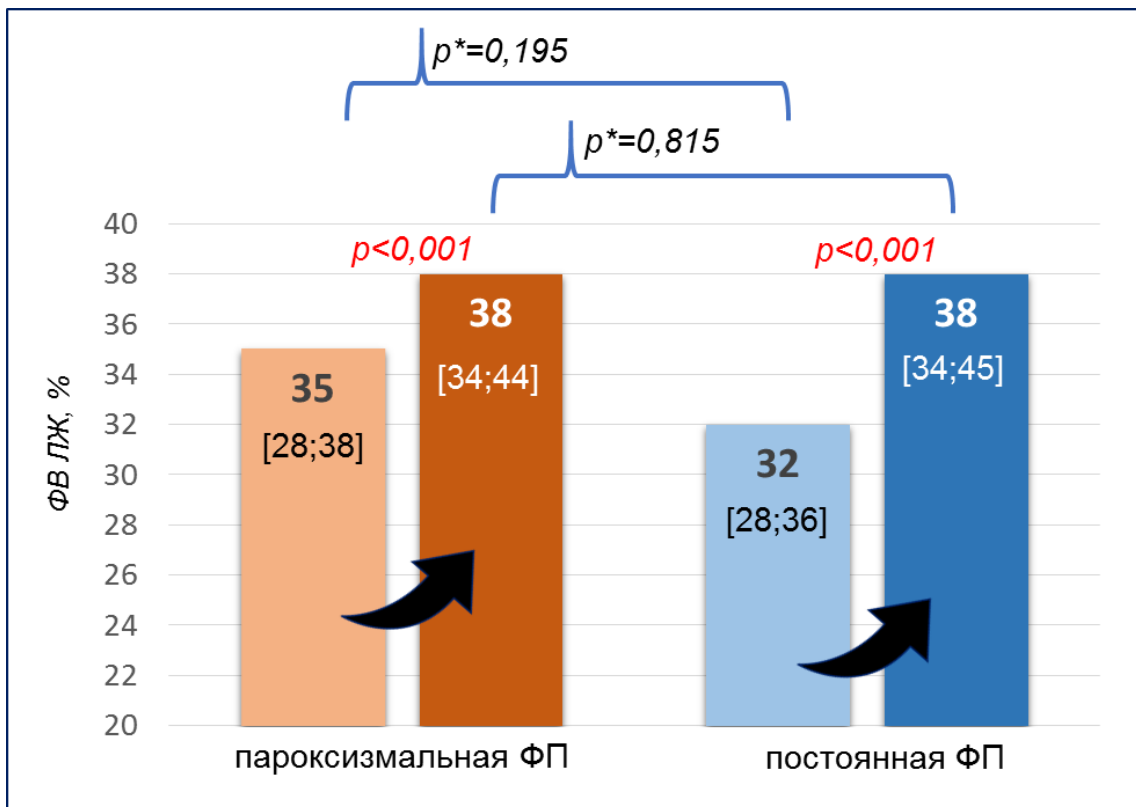 p*=0,195
p*=0,815
40
38
36
34
32
30
28
26
24
22
20
ФВ ЛЖ, %
p<0,001
p<0,001
35
[28;38]
38
[34;44]
32
[28;36]
38
[34;45]
пароксизмальная ФП
постоянная ФП